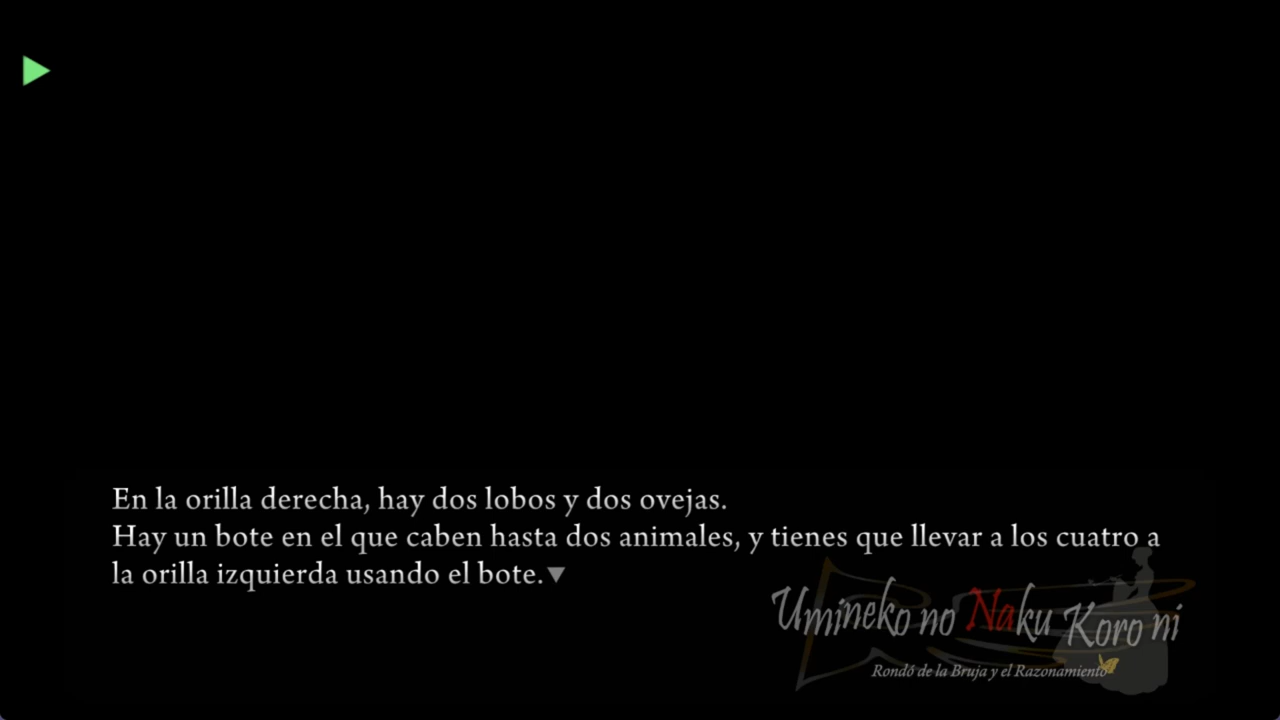 En la orilla derecha, hay dos lobos y dos ovejas.
Hay un bote en el que caben hasta dos animales, y tienes que llevar a los cuatro a
la orilla izquierda usando el bote.
Umineko no Naku Koro ni
Rondó de la Bruja y el Razonamiento